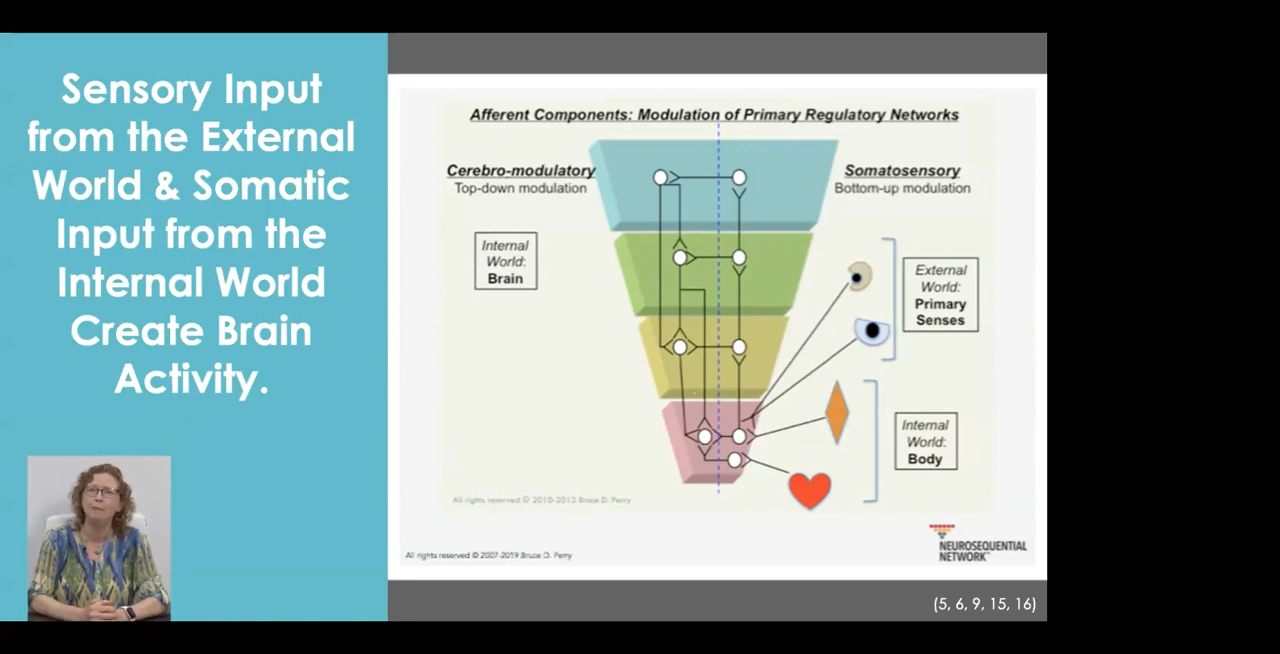 Sensory Input
from the External
World & Somatic
Input from the
Internal World
Create Brain
Activity.
Afferent Components: Modulation of Primary Regulatory Networks
Cerebro-modulatory
Top-down modulation
Somatosensory
Bottom-up modulation
Internal
World:
Brain
External
World:
Primary
Senses
Internal
World:
Body
All rights reserved © 2010-2012 Bruce D. Perry
NEUROSEQUENTIAL
NETWORK™
All rights reserved © 2007-2019 Bruce D. Perry
(5, 6, 9, 15, 16)